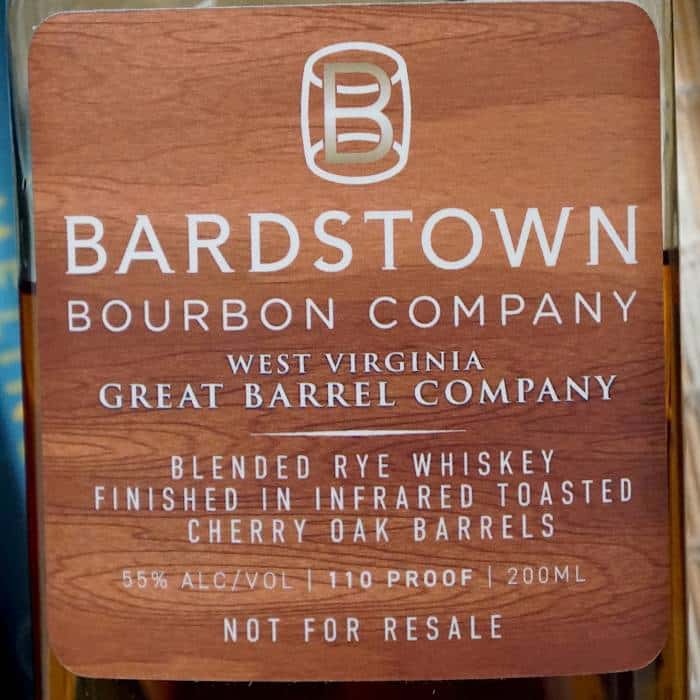 B
BARDSTOWN
BOURBON COMPANY
WEST VIRGINIA
GREAT BARREL COMPANY
BLENDED RYE WHISKEY
FINISHED IN INFRARED TOASTED
CHERRY OAK BARRELS
55% ALC/VOL | 110 PROOF | 200ML
NOT FOR RESALE